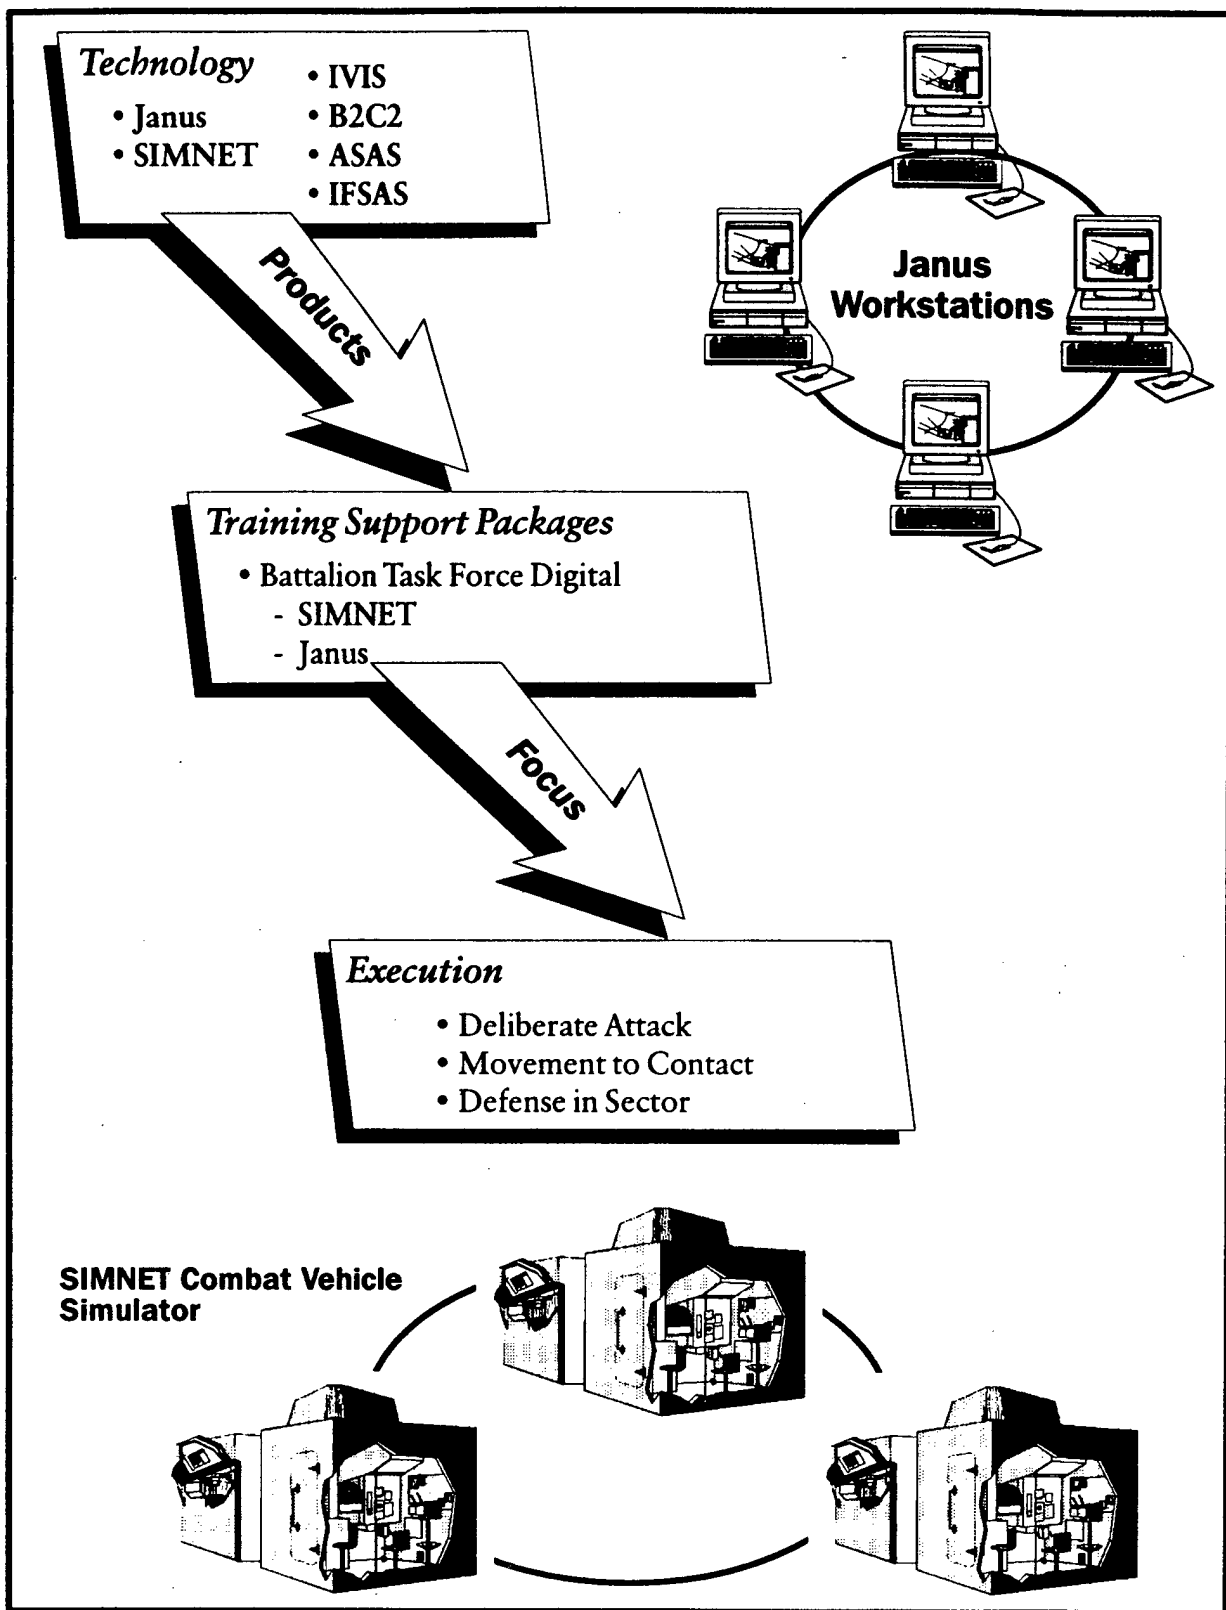 Technology
• Janus
• SIMNET
• IVIS
• B2C2
• ASAS
• IFSAS
Products
Janus
Workstations
Training Support Packages
• Battalion Task Force Digital
- SIMNET
- Janus
Focus
Execution
• Deliberate Attack
• Movement to Contact
• Defense in Sector
SIMNET Combat Vehicle
Simulator